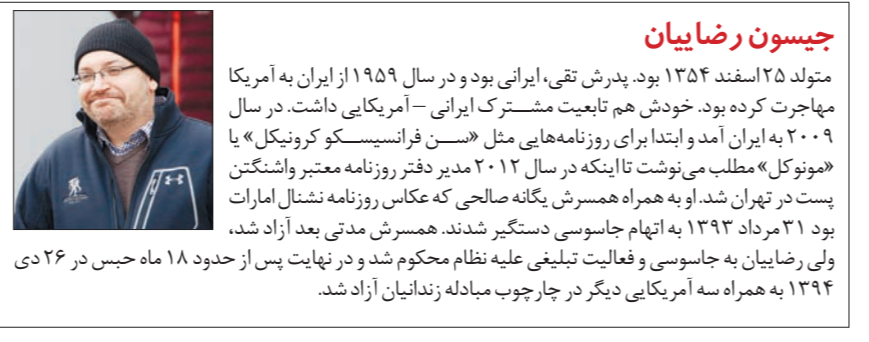 جیسون رضاییان
متولد ۲۵ اسفند ۱۳۵۴ بود. پدرش تقی، ایرانی بود و در سال ۱۹۵۹ از ایران به آمریکا
مهاجرت کرده بود. خودش هم تابعیت مشترک ایرانی – آمریکایی داشت. در سال
۲۰۰۹ به ایران آمد و ابتدا برای روزنامه‌هایی مثل «سن فرانسیسکو کرونیکل» یا
«مونوکل» مطلب می‌نوشت تا اینکه در سال ۲۰۱۲ مدیر دفتر روزنامه معتبر واشنگتن
پست در تهران شد. او به همراه همسرش یگانه صالحی که عکاس روزنامه نشنال امارات
بود ۳۱ مرداد ۱۳۹۳ به اتهام جاسوسی دستگیر شدند. همسرش مدتی بعد آزاد شد،
ولی رضاییان به جاسوسی و فعالیت تبلیغی علیه نظام محکوم شد و در نهایت پس از حدود ۱۸ ماه حبس در ۲۶ دی
۱۳۹۴ به همراه سه آمریکایی دیگر در چارچوب مبادله زندانیان آزاد شد.